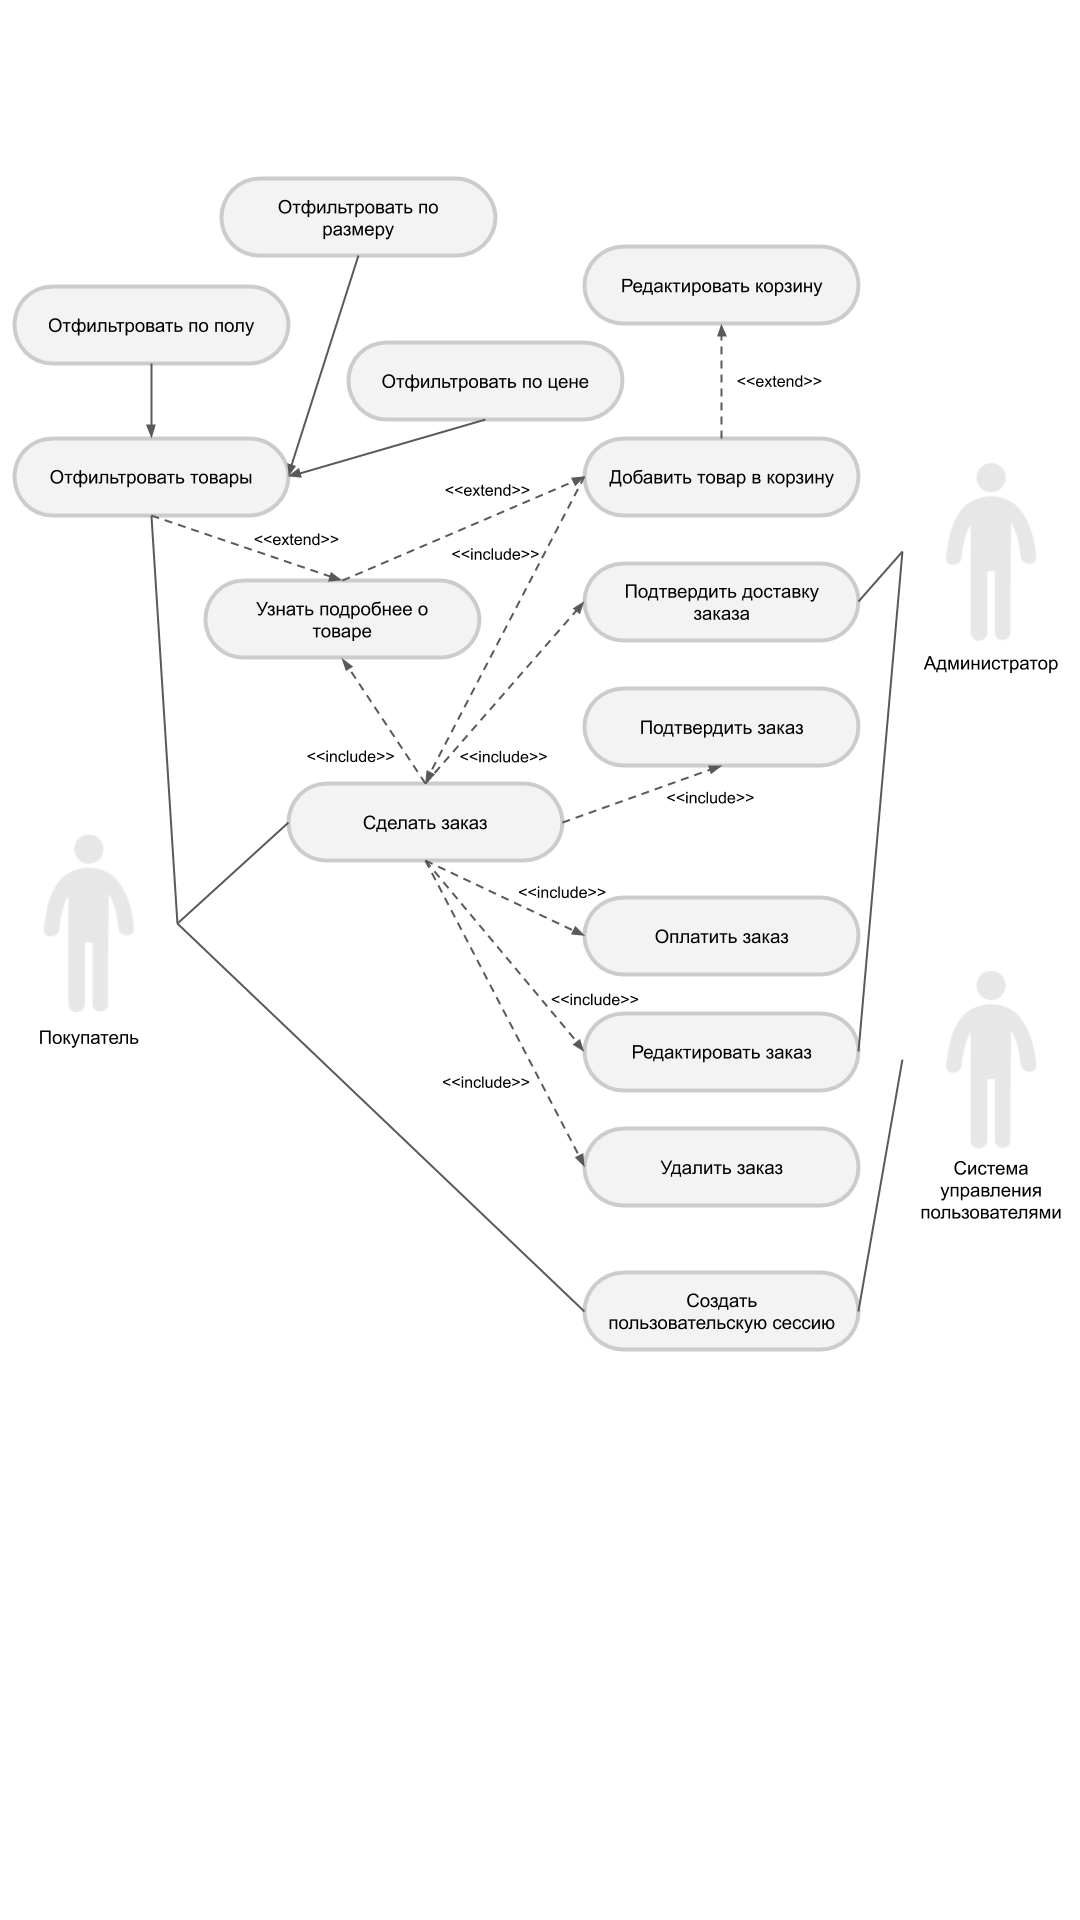 Отфильтровать по
размеру
Редактировать корзину
Отфильтровать по полу
Отфильтровать по цене
<<extend>>
Отфильтровать товары
Добавить товар в корзину
<<extend>>
<<extend>>
<<include>>
Узнать подробнее о
товаре
Подтвердить доставку
заказа
Администратор
Подтвердить заказ
<<include>>
<<include>>
<<include>>
Сделать заказ
<<include>>
Оплатить заказ
<<include>>
Покупатель
Редактировать заказ
<<include>>
Удалить заказ
Система
управления
пользователями
Создать
пользовательскую сессию